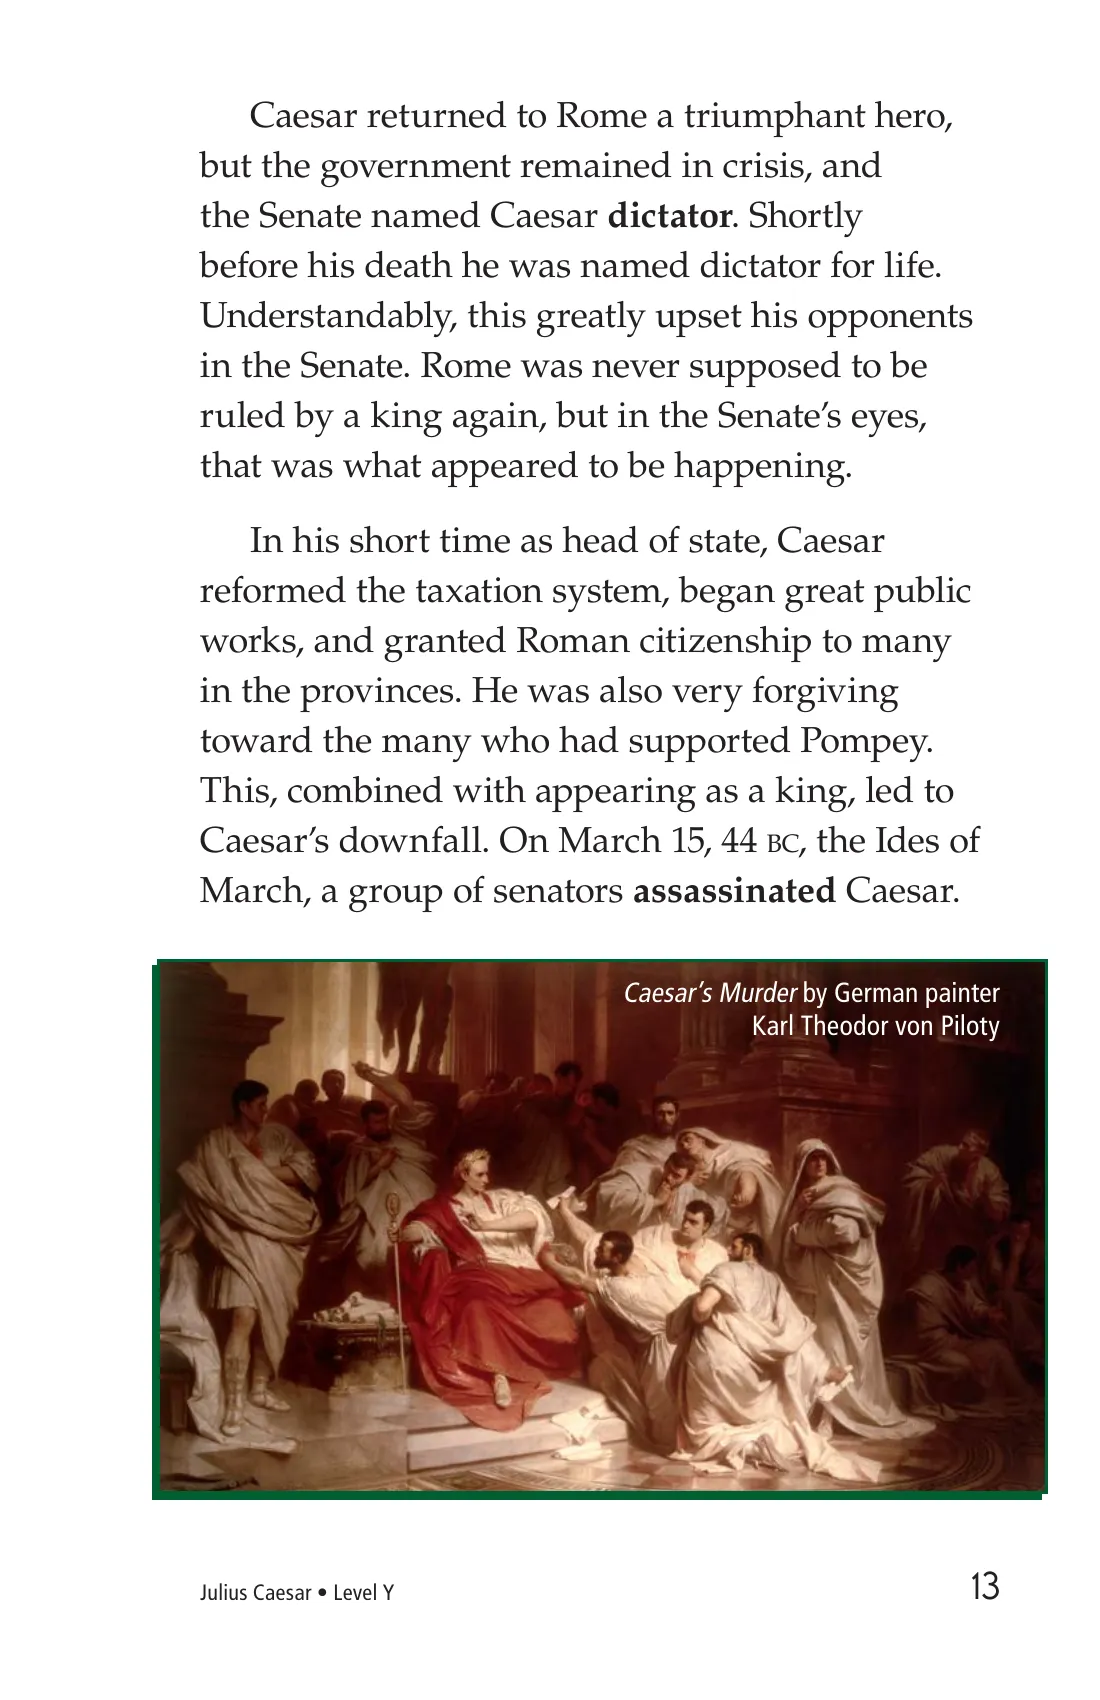 Caesar returned to Rome a triumphant hero,
but the government remained in crisis, and
the Senate named Caesar dictator. Shortly
before his death he was named dictator for life.
Understandably, this greatly upset his opponents
in the Senate. Rome was never supposed to be
ruled by a king again, but in the Senate’s eyes,
that was what appeared to be happening.
In his short time as head of state, Caesar
reformed the taxation system, began great public
works, and granted Roman citizenship to many
in the provinces. He was also very forgiving
toward the many who had supported Pompey.
This, combined with appearing as a king, led to
Caesar’s downfall. On March 15, 44 BC, the Ides of
March, a group of senators assassinated Caesar.
Caesar’s Murder by German painter
Karl Theodor von Piloty
Julius Caesar • Level Y
13